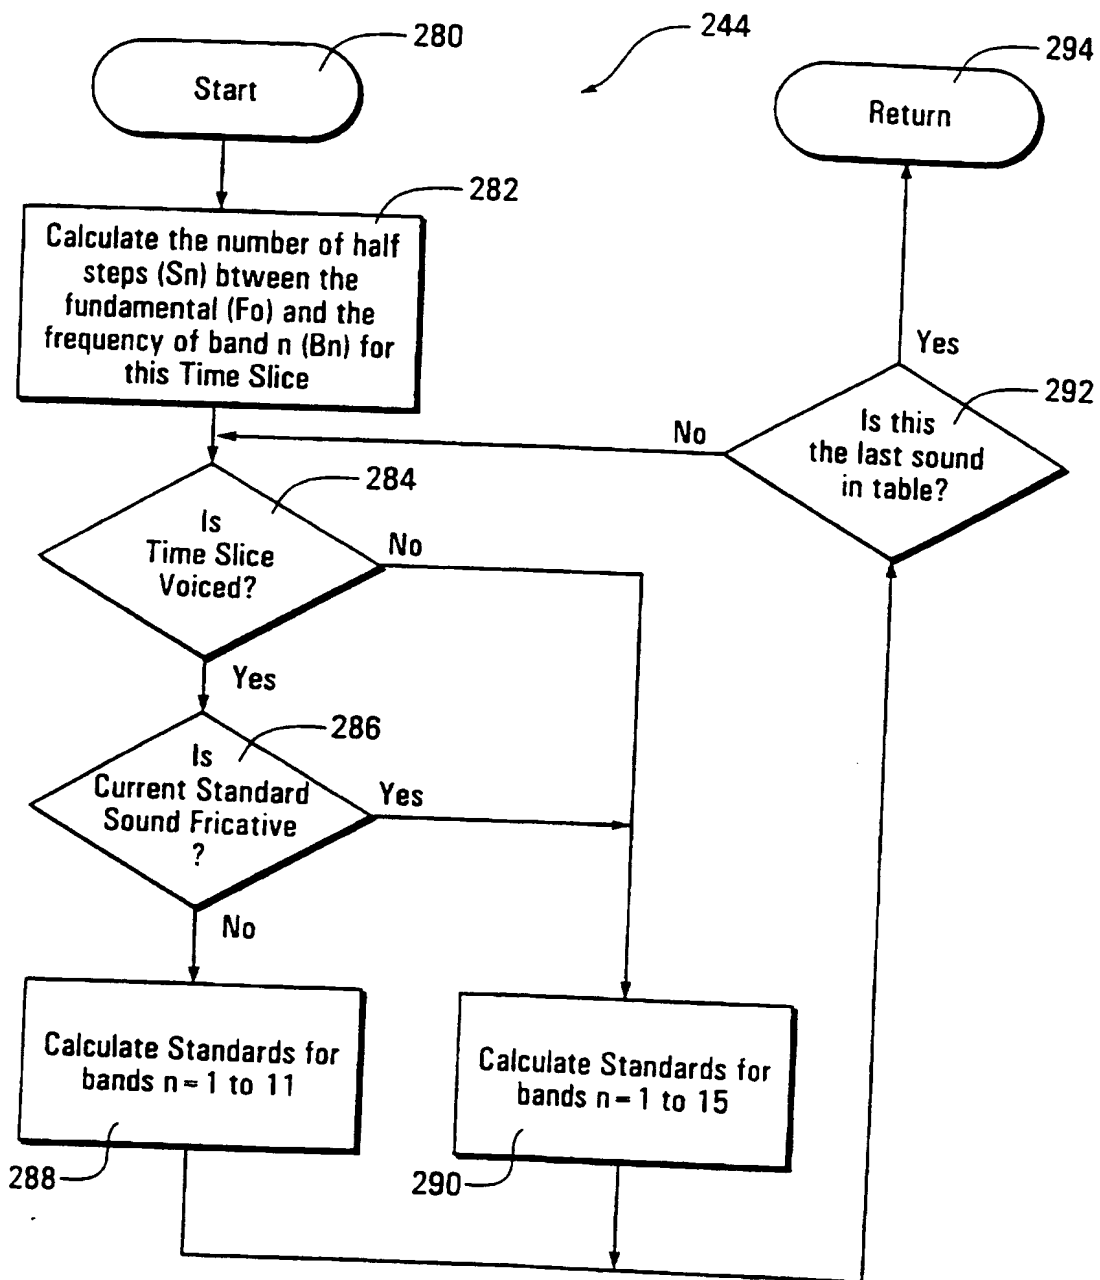 280
Start
244
294
Return
282
Calculate the number of half
steps (Sn) btween the
fundamental (Fo) and the
frequency of band n (Bn) for
this Time Slice
Yes
292
Is this
the last sound
in table?
No
284
Is
Time Slice
Voiced?
No
Yes
286
Is
Current Standard
Sound Fricative
?
Yes
No
Calculate Standards for
bands n = 1 to 11
288
Calculate Standards for
bands n = 1 to 15
290